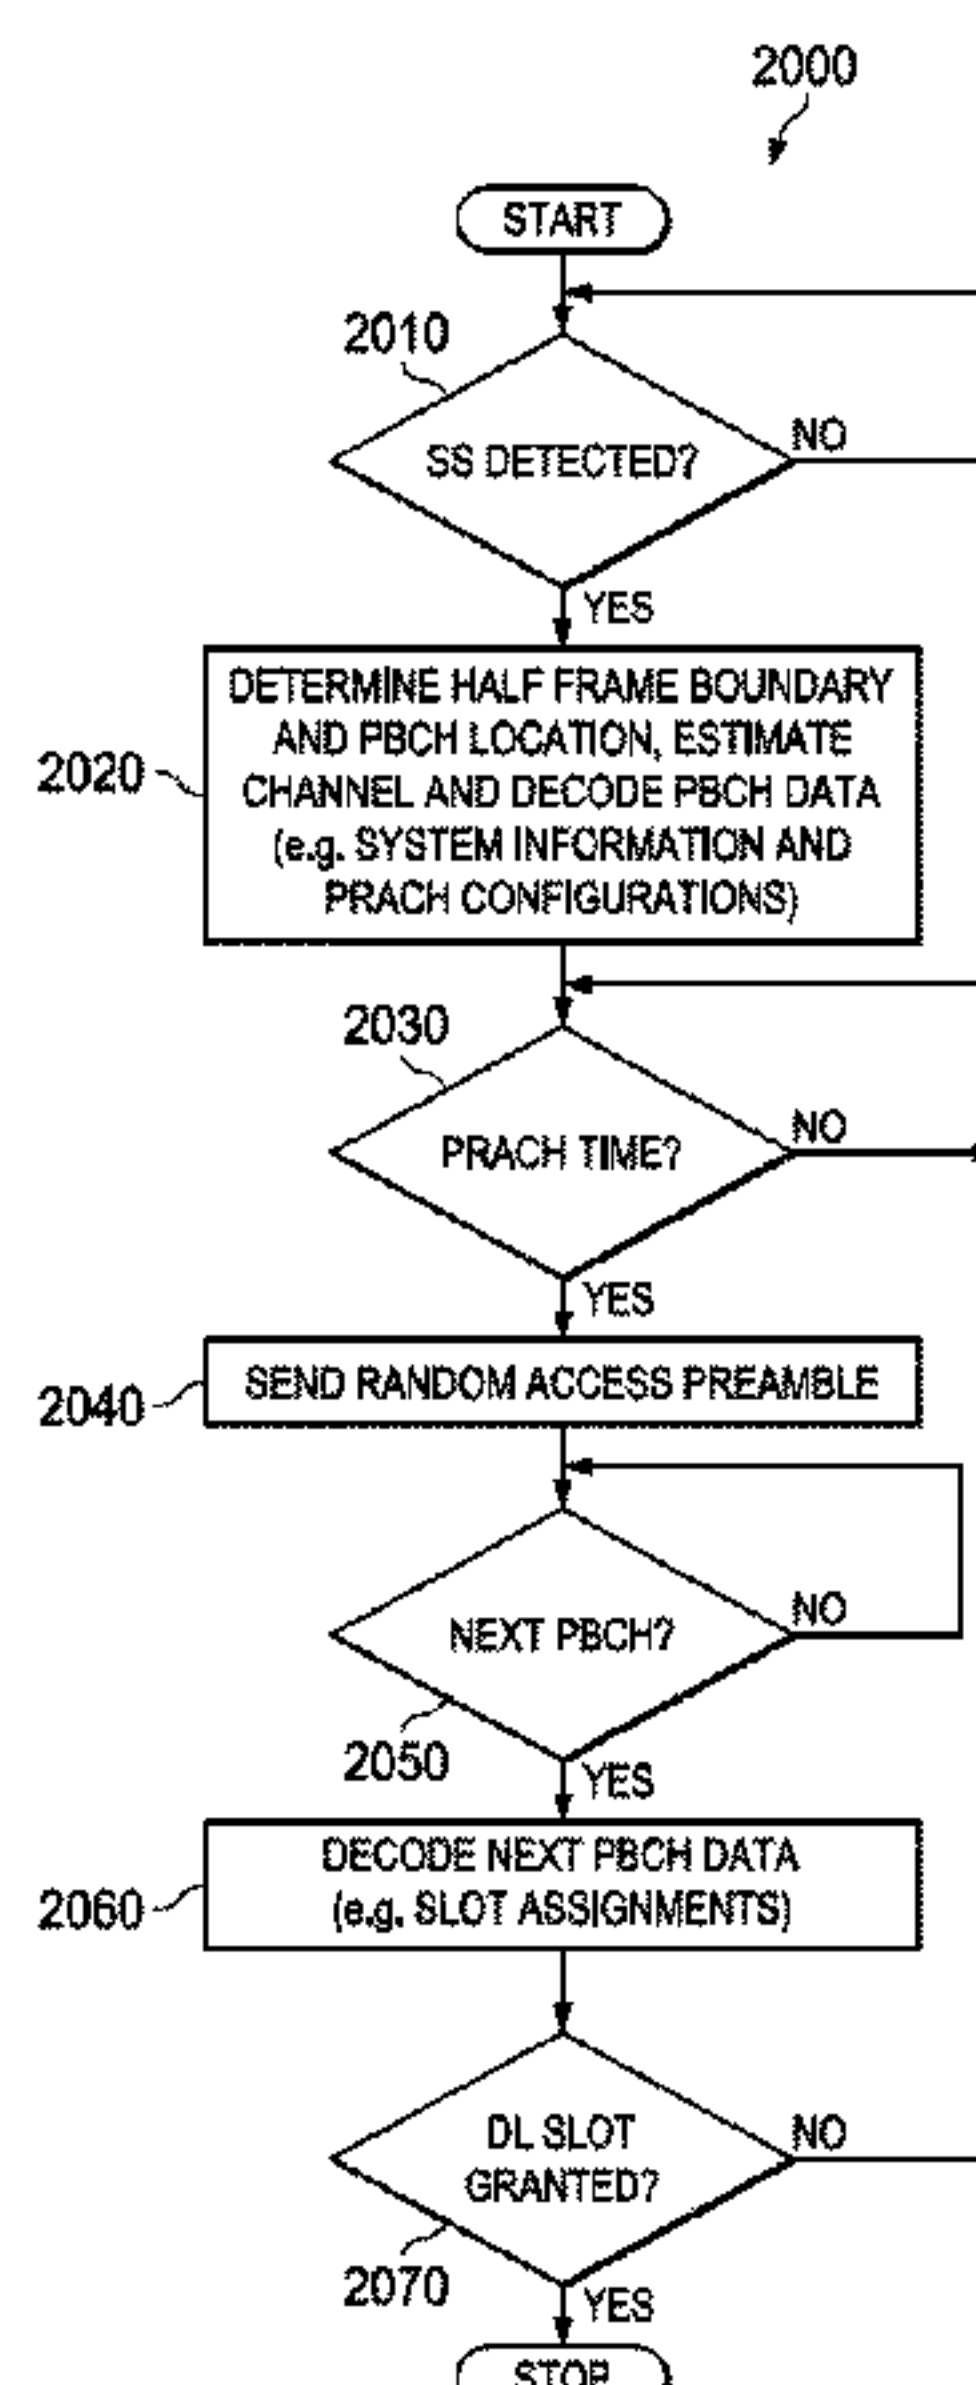 2000
START
2010
SS DETECTED?
NO
YES
2020
DETERMINE HALF FRAME BOUNDARY
AND PBCH LOCATION, ESTIMATE
CHANNEL AND DECODE PBCH DATA
(e.g. SYSTEM INFORMATION AND
PRACH CONFIGURATIONS)
2030
PRACH TIME?
NO
YES
2040
SEND RANDOM ACCESS PREAMBLE
NEXT PBCH?
NO
2050
YES
2060
DECODE NEXT PBCH DATA
(e.g. SLOT ASSIGNMENTS)
DL SLOT
GRANTED?
NO
2070
YES
STOP